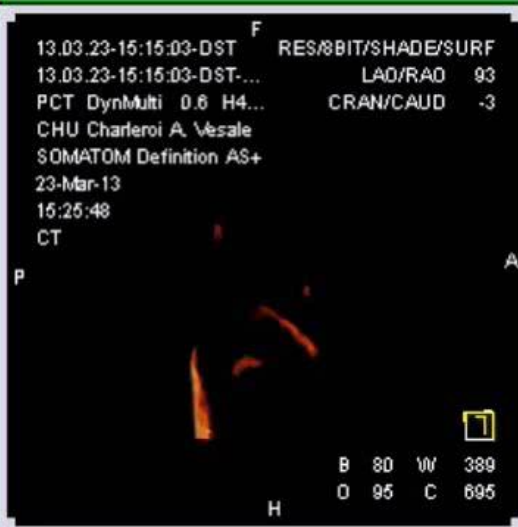 F
13.03.23-15:15:03-DST RES/8BIT/SHADE/SURF
13.03.23-15:15:03-DST-... LAO/RAO 93
PCT DynMulti 0.6 H4... CRAN/CAUD -3
CHU Charleroi A. Vesale
SOMATOM Definition AS+
23-Mar-13
15:25:48
CT
P A
B 80 W 389
O 95 C 695
H